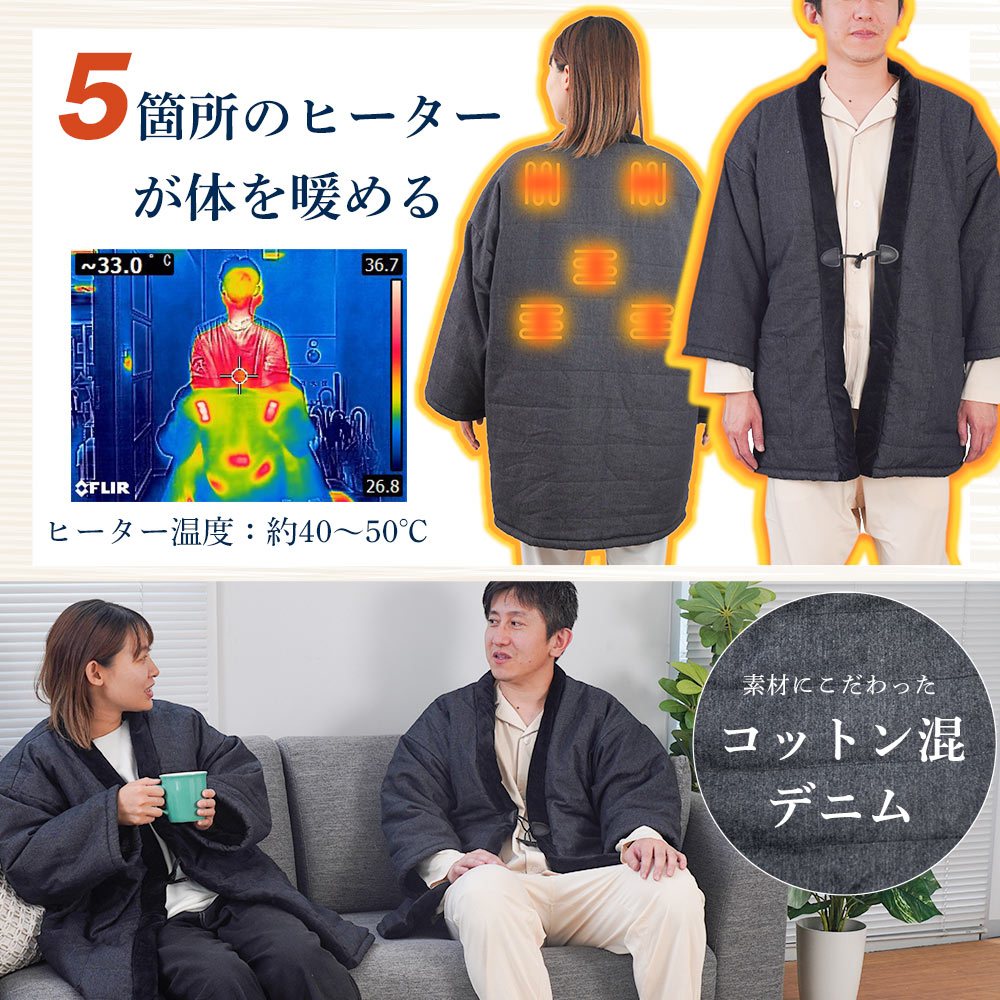 5箇所のヒーター
が体を暖める
~33.0 °C
36.7
26.8
FLIR
ヒーター温度：約40〜50℃
素材にこだわった
コットン混
デニム